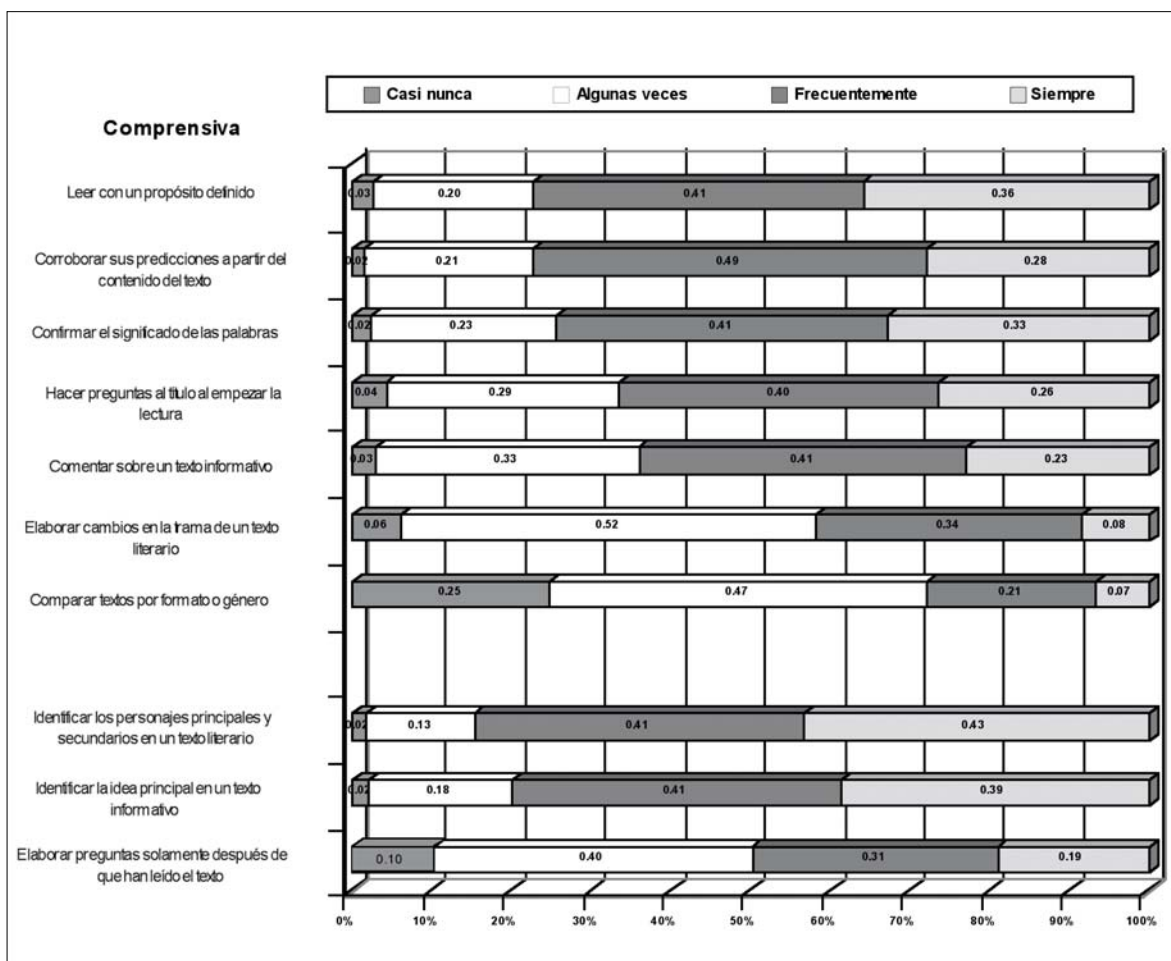 Casi nunca Algunas veces Frecuentemente Siempre
Comprensiva
Leer con un propósito definido
0.03 0.20 0.41 0.36
Corroborar sus predicciones a partir del
contenido del texto
0.02 0.21 0.49 0.28
Confirmar el significado de las palabras
0.02 0.23 0.41 0.33
Hacer preguntas al título al empezar la
lectura
0.04 0.29 0.40 0.26
Comentar sobre un texto informativo
0.03 0.33 0.41 0.23
Elaborar cambios en la trama de un texto
literario
0.06 0.52 0.34 0.08
Comparar textos por formato o género
0.25 0.47 0.21 0.07
Identificar los personajes principales y
secundarios en un texto literario
0.02 0.13 0.41 0.43
Identificar la idea principal en un texto
informativo
0.02 0.18 0.41 0.39
Elaborar preguntas solamente después de
que han leído el texto
0.10 0.40 0.31 0.19
0% 10% 20% 30% 40% 50% 60% 70% 80% 90% 100%